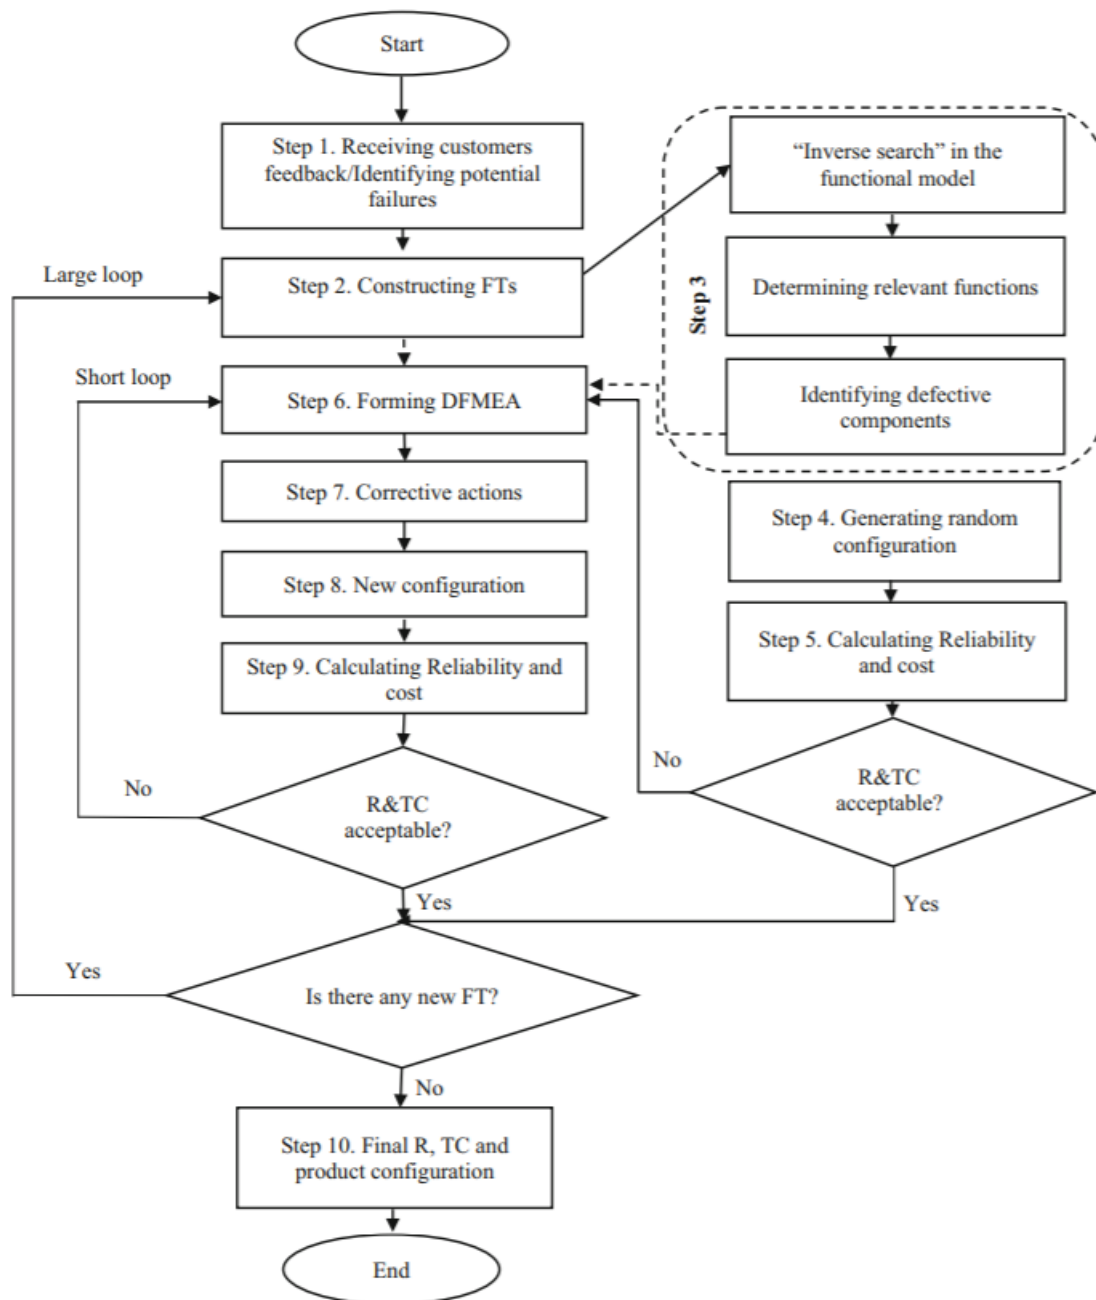 Start
Step 1. Receiving customers
feedback/Identifying potential
failures
Large loop
Step 2. Constructing FTs
Short loop
Step 6. Forming DFMEA
Step 7. Corrective actions
Step 8. New configuration
Step 9. Calculating Reliability and
cost
No
R&TC
acceptable?
Yes
Yes
Is there any new FT?
No
Step 10. Final R, TC and
product configuration
End
Step 3
“Inverse search” in the
functional model
Determining relevant functions
Identifying defective
components
Step 4. Generating random
configuration
Step 5. Calculating Reliability
and cost
No
R&TC
acceptable?
Yes